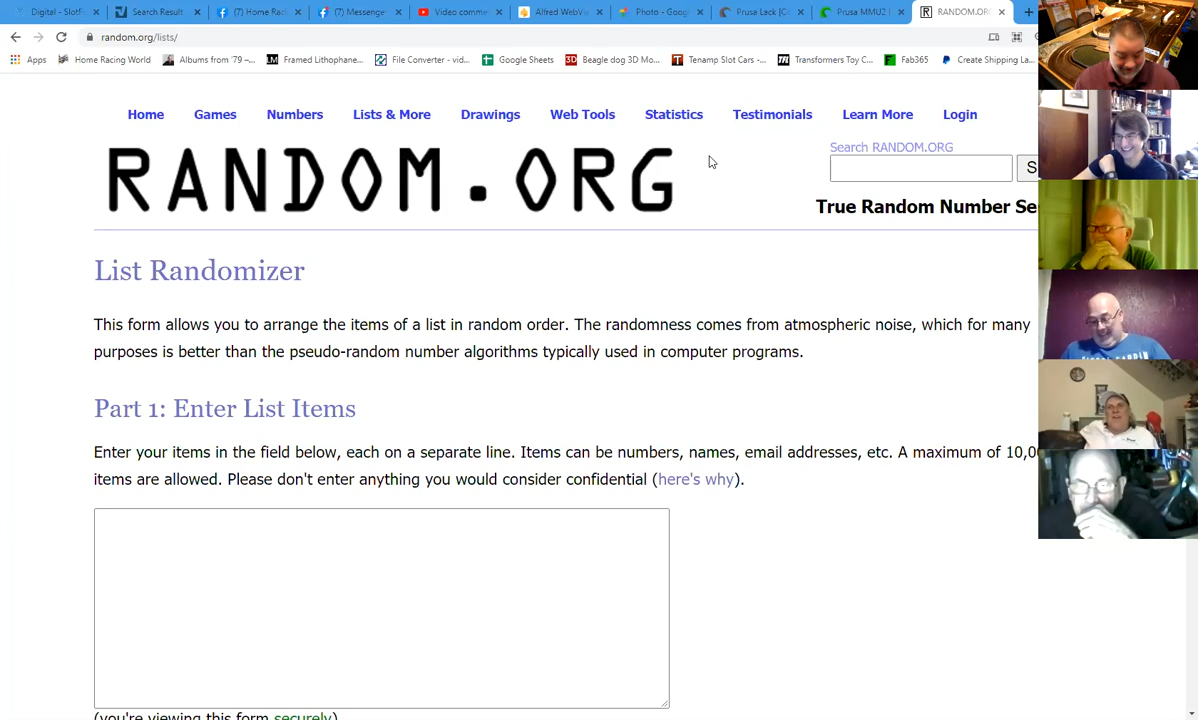 Digital - Slotf
Search Result
(7) Home Rac
(7) Messenge
Video comme
Alfred WebVi
Photo - Goog
Prusa Lack [C
Prusa MMU2
RANDOM.OR
random.org/lists/
Apps
Home Racing World
Albums from '79 –...
LM Framed Lithophane...
File Converter - vid...
Google Sheets
3D Beagle dog 3D Mo...
T Tenamp Slot Cars -...
Transformers Toy C...
Fab365
Create Shipping La...
Home
Games
Numbers
Lists & More
Drawings
Web Tools
Statistics
Testimonials
Learn More
Login
RANDOM.ORG
Search RANDOM.ORG
S
True Random Number Se
List Randomizer
This form allows you to arrange the items of a list in random order. The randomness comes from atmospheric noise, which for many
purposes is better than the pseudo-random number algorithms typically used in computer programs.
Part 1: Enter List Items
Enter your items in the field below, each on a separate line. Items can be numbers, names, email addresses, etc. A maximum of 10,00
items are allowed. Please don't enter anything you would consider confidential (here's why).
(you're viewing this form securely)